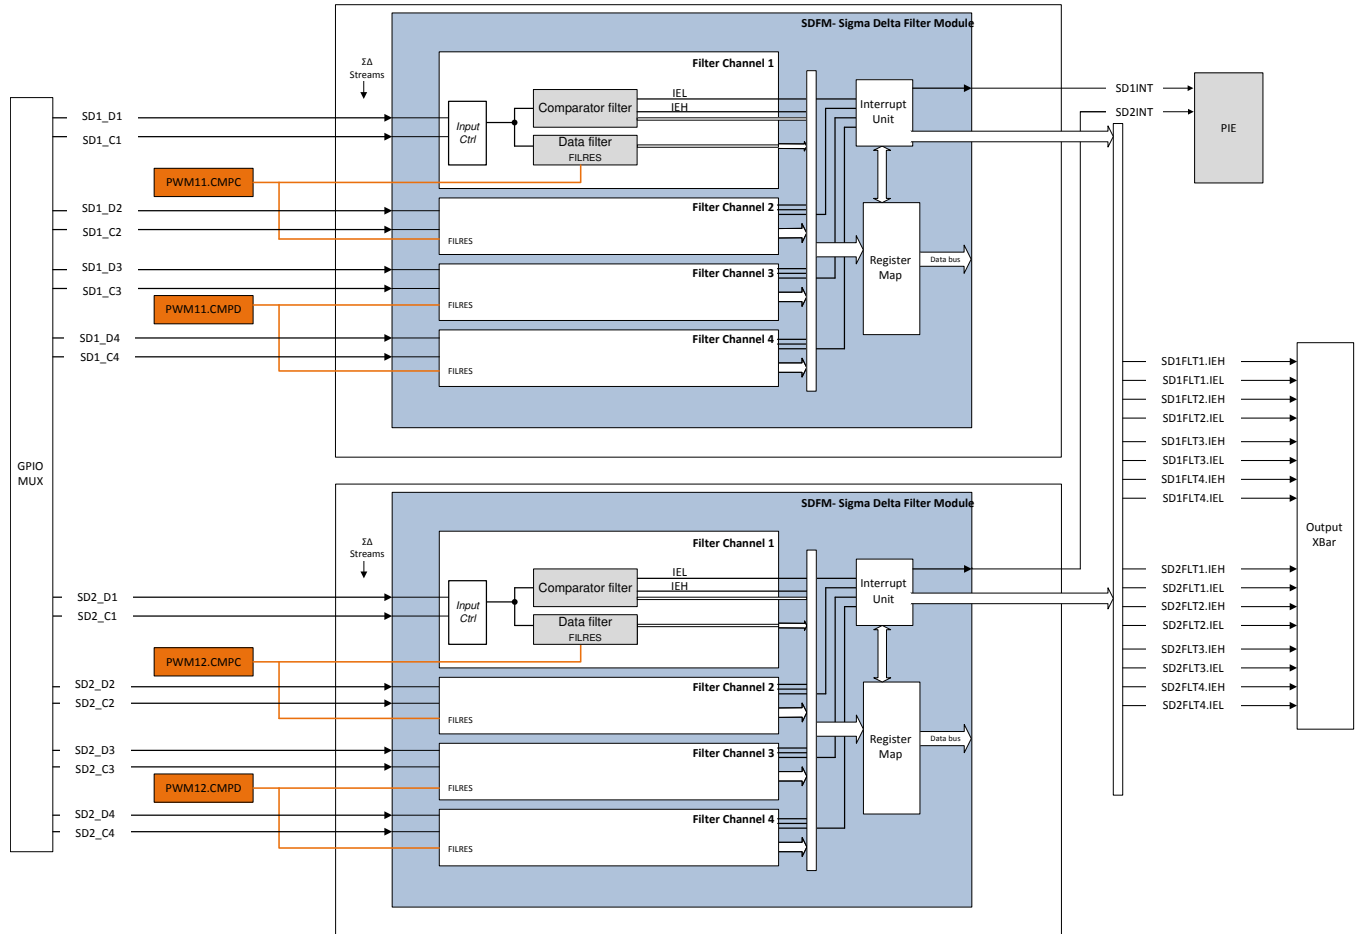 SDFM- Sigma Delta Filter Module
ΣΔ
Streams
Filter Channel 1
IEL
IEH
Comparator filter
Input
Ctrl
Data filter
FILRES
Interrupt
Unit
SD1_D1
SD1_C1
PWM11.CMPC
SD1_D2
SD1_C2
Filter Channel 2
FILRES
SD1_D3
SD1_C3
Filter Channel 3
PWM11.CMPD
FILRES
SD1_D4
SD1_C4
Filter Channel 4
FILRES
Register
Map
Data bus
SD1INT
SD2INT
PIE
GPIO
MUX
SD1FLT1.IEH
SD1FLT1.IEL
SD1FLT2.IEH
SD1FLT2.IEL
SD1FLT3.IEH
SD1FLT3.IEL
SD1FLT4.IEH
SD1FLT4.IEL
Output
XBar
SDFM- Sigma Delta Filter Module
ΣΔ
Streams
Filter Channel 1
IEL
IEH
Comparator filter
Input
Ctrl
Data filter
FILRES
Interrupt
Unit
SD2_D1
SD2_C1
PWM12.CMPC
SD2_D2
SD2_C2
Filter Channel 2
FILRES
SD2_D3
SD2_C3
Filter Channel 3
PWM12.CMPD
FILRES
SD2_D4
SD2_C4
Filter Channel 4
FILRES
Register
Map
Data bus
SD2FLT1.IEH
SD2FLT1.IEL
SD2FLT2.IEH
SD2FLT2.IEL
SD2FLT3.IEH
SD2FLT3.IEL
SD2FLT4.IEH
SD2FLT4.IEL